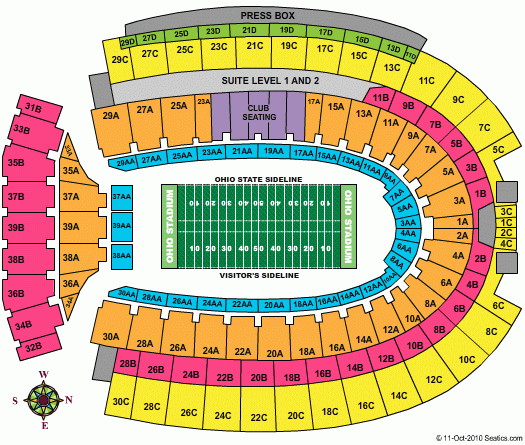 PRESS BOX
29D 27D 25D 23D 21D 19D 17D 15D 13D 11D
29C 27C 25C 23C 21C 19C 17C 15C 13C 11C 9C 7C 5C
SUITE LEVEL 1 AND 2
11B 9B 7B 5B 3B 1B
29A 27A 25A 23A
CLUB
SEATING
17A 15A 13A 11A 9A 7A 5A 3A 1A
31B
33B
35B
37B
39B
38B
36B
34B
32B
33A
35A
37A
39A
38A
36A
34A
29AA 27AA 25AA 23AA 21AA 19AA 17AA 15AA 13AA 11AA 9AA
7AA
5AA
3AA
4AA
6AA
8AA
37AA
39AA
38AA
OHIO STATE SIDELINE
OHIO STADIUM
10 20 30 40 50 40 30 20 10
10 20 30 40 50 40 30 20 10
OHIO STADIUM
VISITOR'S SIDELINE
30AA 28AA 26AA 24AA 22AA 20AA 18AA 16AA 14AA 12AA 10AA
3C
1C
2C
4C
30A 28A 26A 24A 22A 20A 18A 16A 14A 12A 10A 8A 6A 4A 2A
28B 26B 24B 22B 20B 18B 16B 14B 12B 10B 8B 6B 4B 2B
30C 28C 26C 24C 22C 20C 18C 16C 14C 12C 10C 8C 6C
W
S N
E
© 11-Oct-2010 Seatics.com